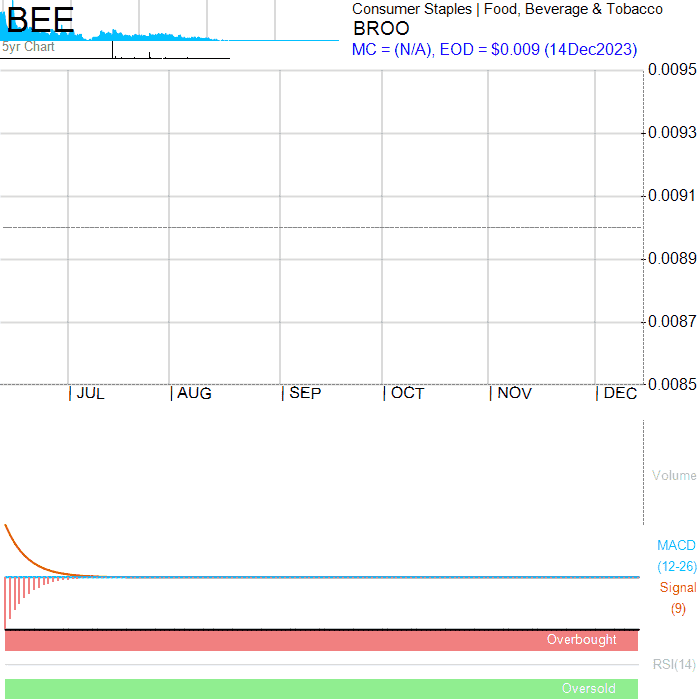 BEE
5yr Chart
Consumer Staples | Food, Beverage & Tobacco
BROO
MC = (N/A), EOD = $0.009 (14Dec2023)
0.0095
0.0093
0.0091
0.0089
0.0087
0.0085
| JUL | AUG | SEP | OCT | NOV | DEC
Volume
MACD
(12-26)
Signal
(9)
Overbought
RSI(14)
Oversold